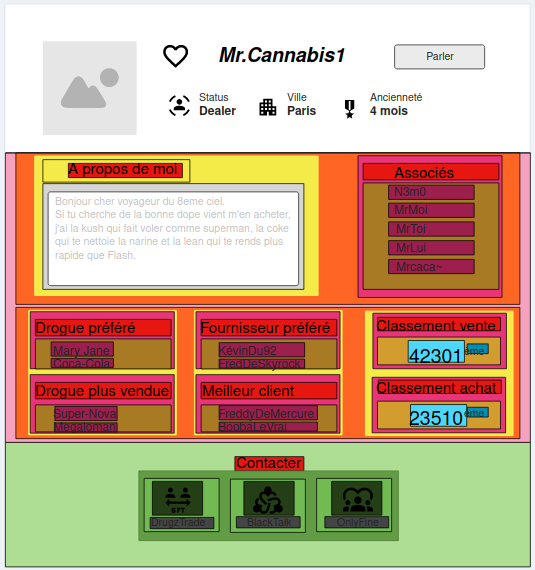 Mr.Cannabis1
Parler
Status
Dealer
Ville
Paris
Ancienneté
4 mois
A propos de moi
Bonjour cher voyageur du 8eme ciel.
Si tu cherche de la bonne dope vient m'en acheter,
j'ai la kush qui fait voler comme superman, la coke
qui te nettoie la narine et la lean qui te rends plus
rapide que Flash.
Associés
N3m0
MrMoi
MrToi
MrLui
Mrcaca~
Drogue préféré
Mary Jane
Coca-Cola
Fournisseur préféré
KévinDu92
FredDeSkyrock
Classement vente
42301 ème
Drogue plus vendue
Super-Nova
Megatoman
Meilleur client
FreddyDeMercure
BoobaLeVrai
Classement achat
23510 ème
Contacter
BFT
DrugzTrade
BlackTalk
OnlyFine